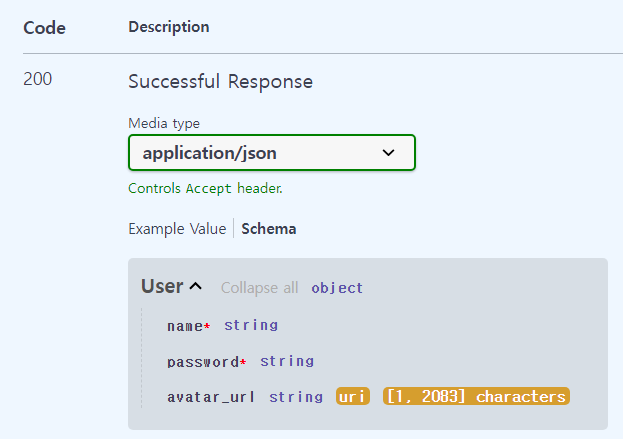 Code Description
200 Successful Response
Media type
application/json
Controls Accept header.
Example Value Schema
User Collapse all object
name* string
password* string
avatar_url string uri [1, 2083] characters